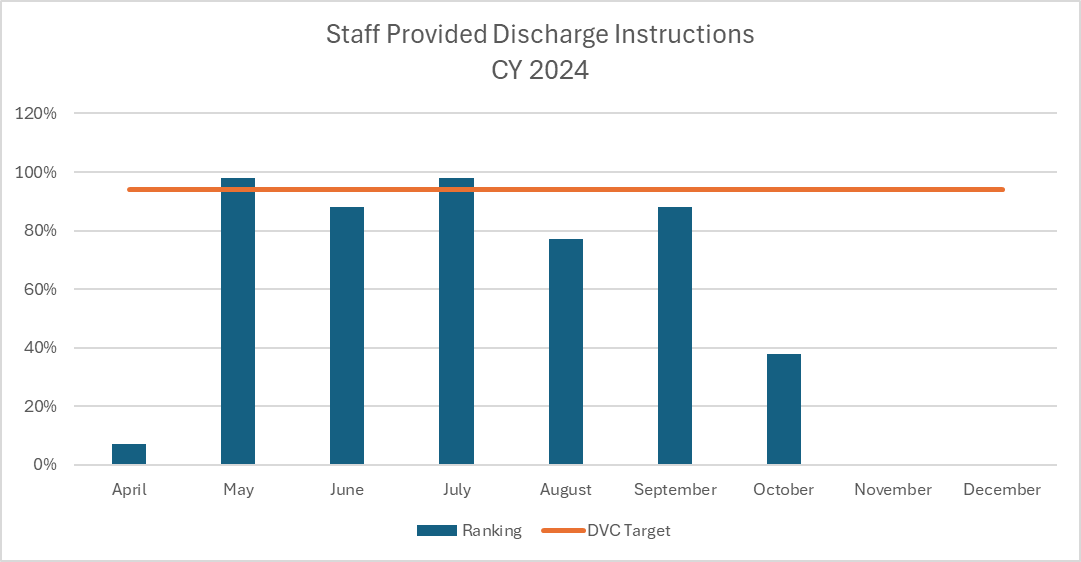 Staff Provided Discharge Instructions
CY 2024
120%
100%
80%
60%
40%
20%
0%
April May June July August September October November December
Ranking DVC Target